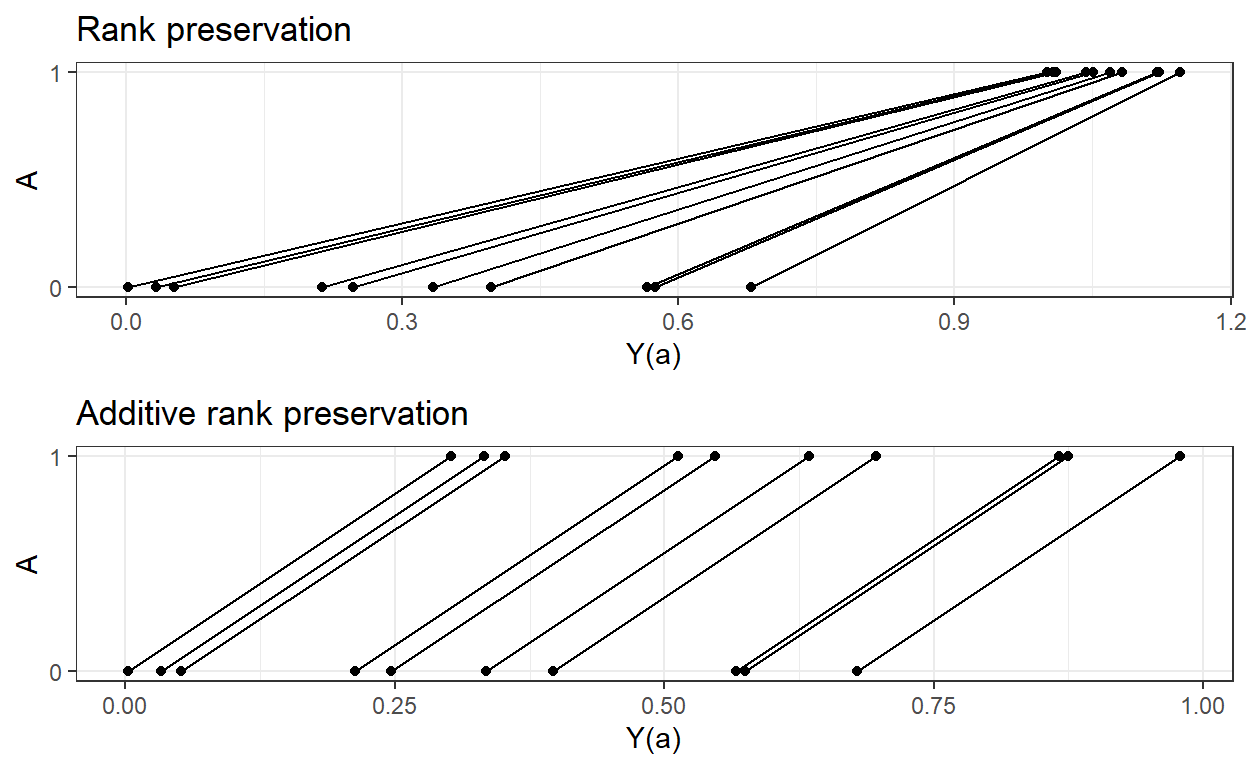 Rank preservation
1
A
0
0.0 0.3 0.6 0.9 1.2
Y(a)
Additive rank preservation
1
A
0
0.00 0.25 0.50 0.75 1.00
Y(a)